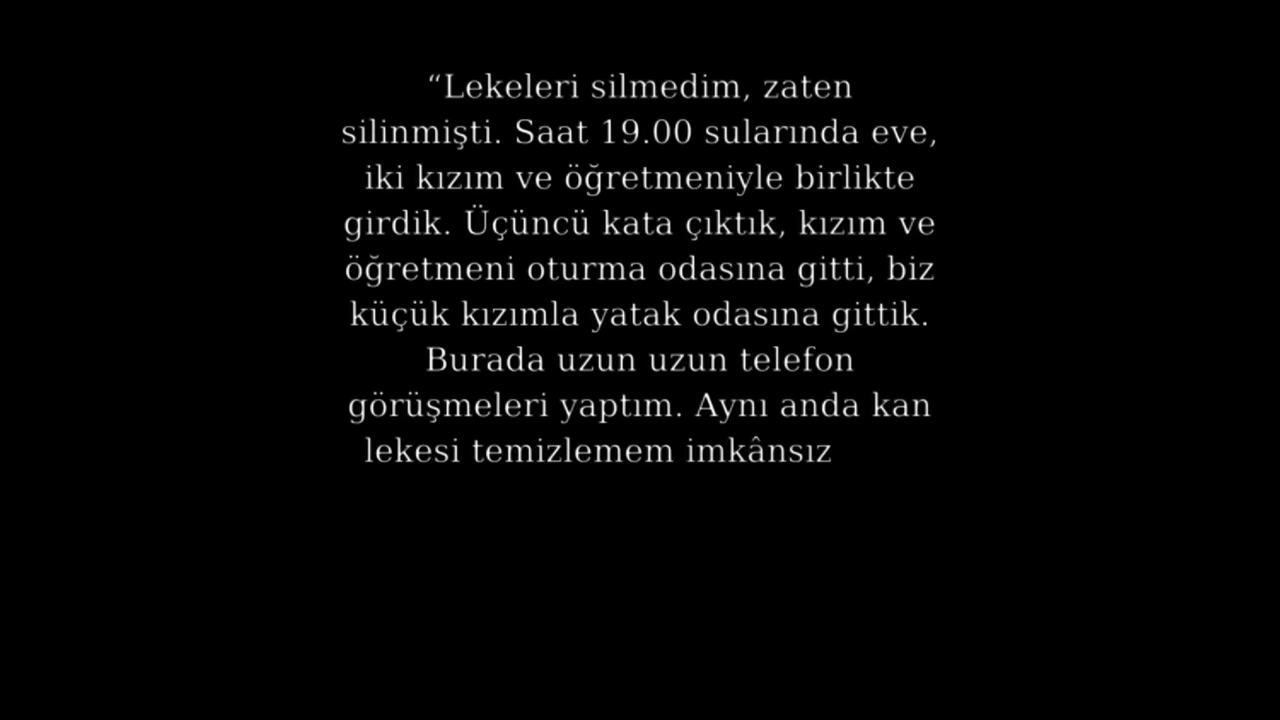 “Lekeleri silmedim, zaten
silinmişti. Saat 19.00 sularında eve,
iki kızım ve öğretmeniyle birlikte
girdik. Üçüncü kata çıktık, kızım ve
öğretmeni oturma odasına gitti, biz
küçük kızımla yatak odasına gittik.
Burada uzun uzun telefon
görüşmeleri yaptım. Aynı anda kan
lekesi temizlemem imkânsız